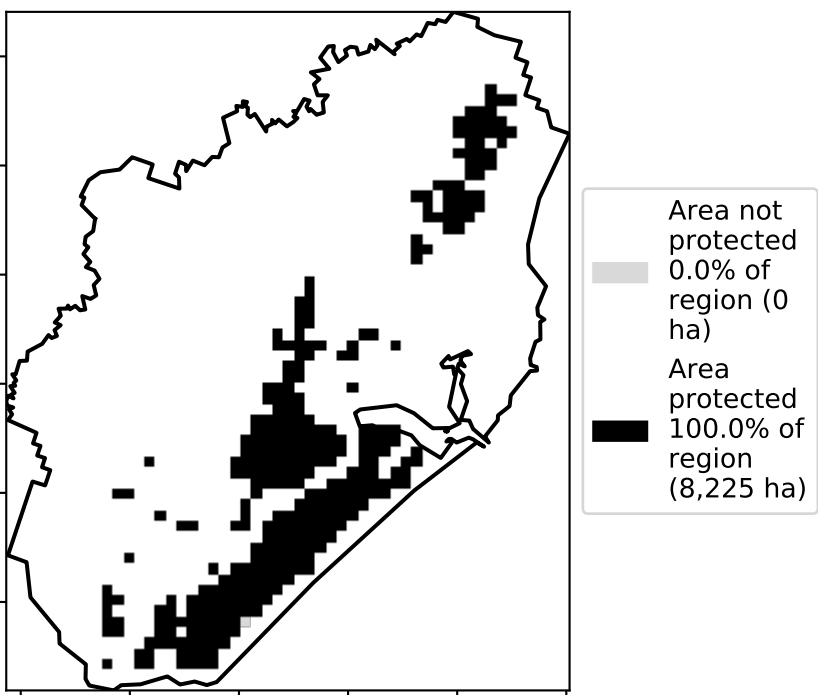 Area not
protected
0.0% of
region (0
ha)
Area
protected
100.0% of
region
(8,225 ha)